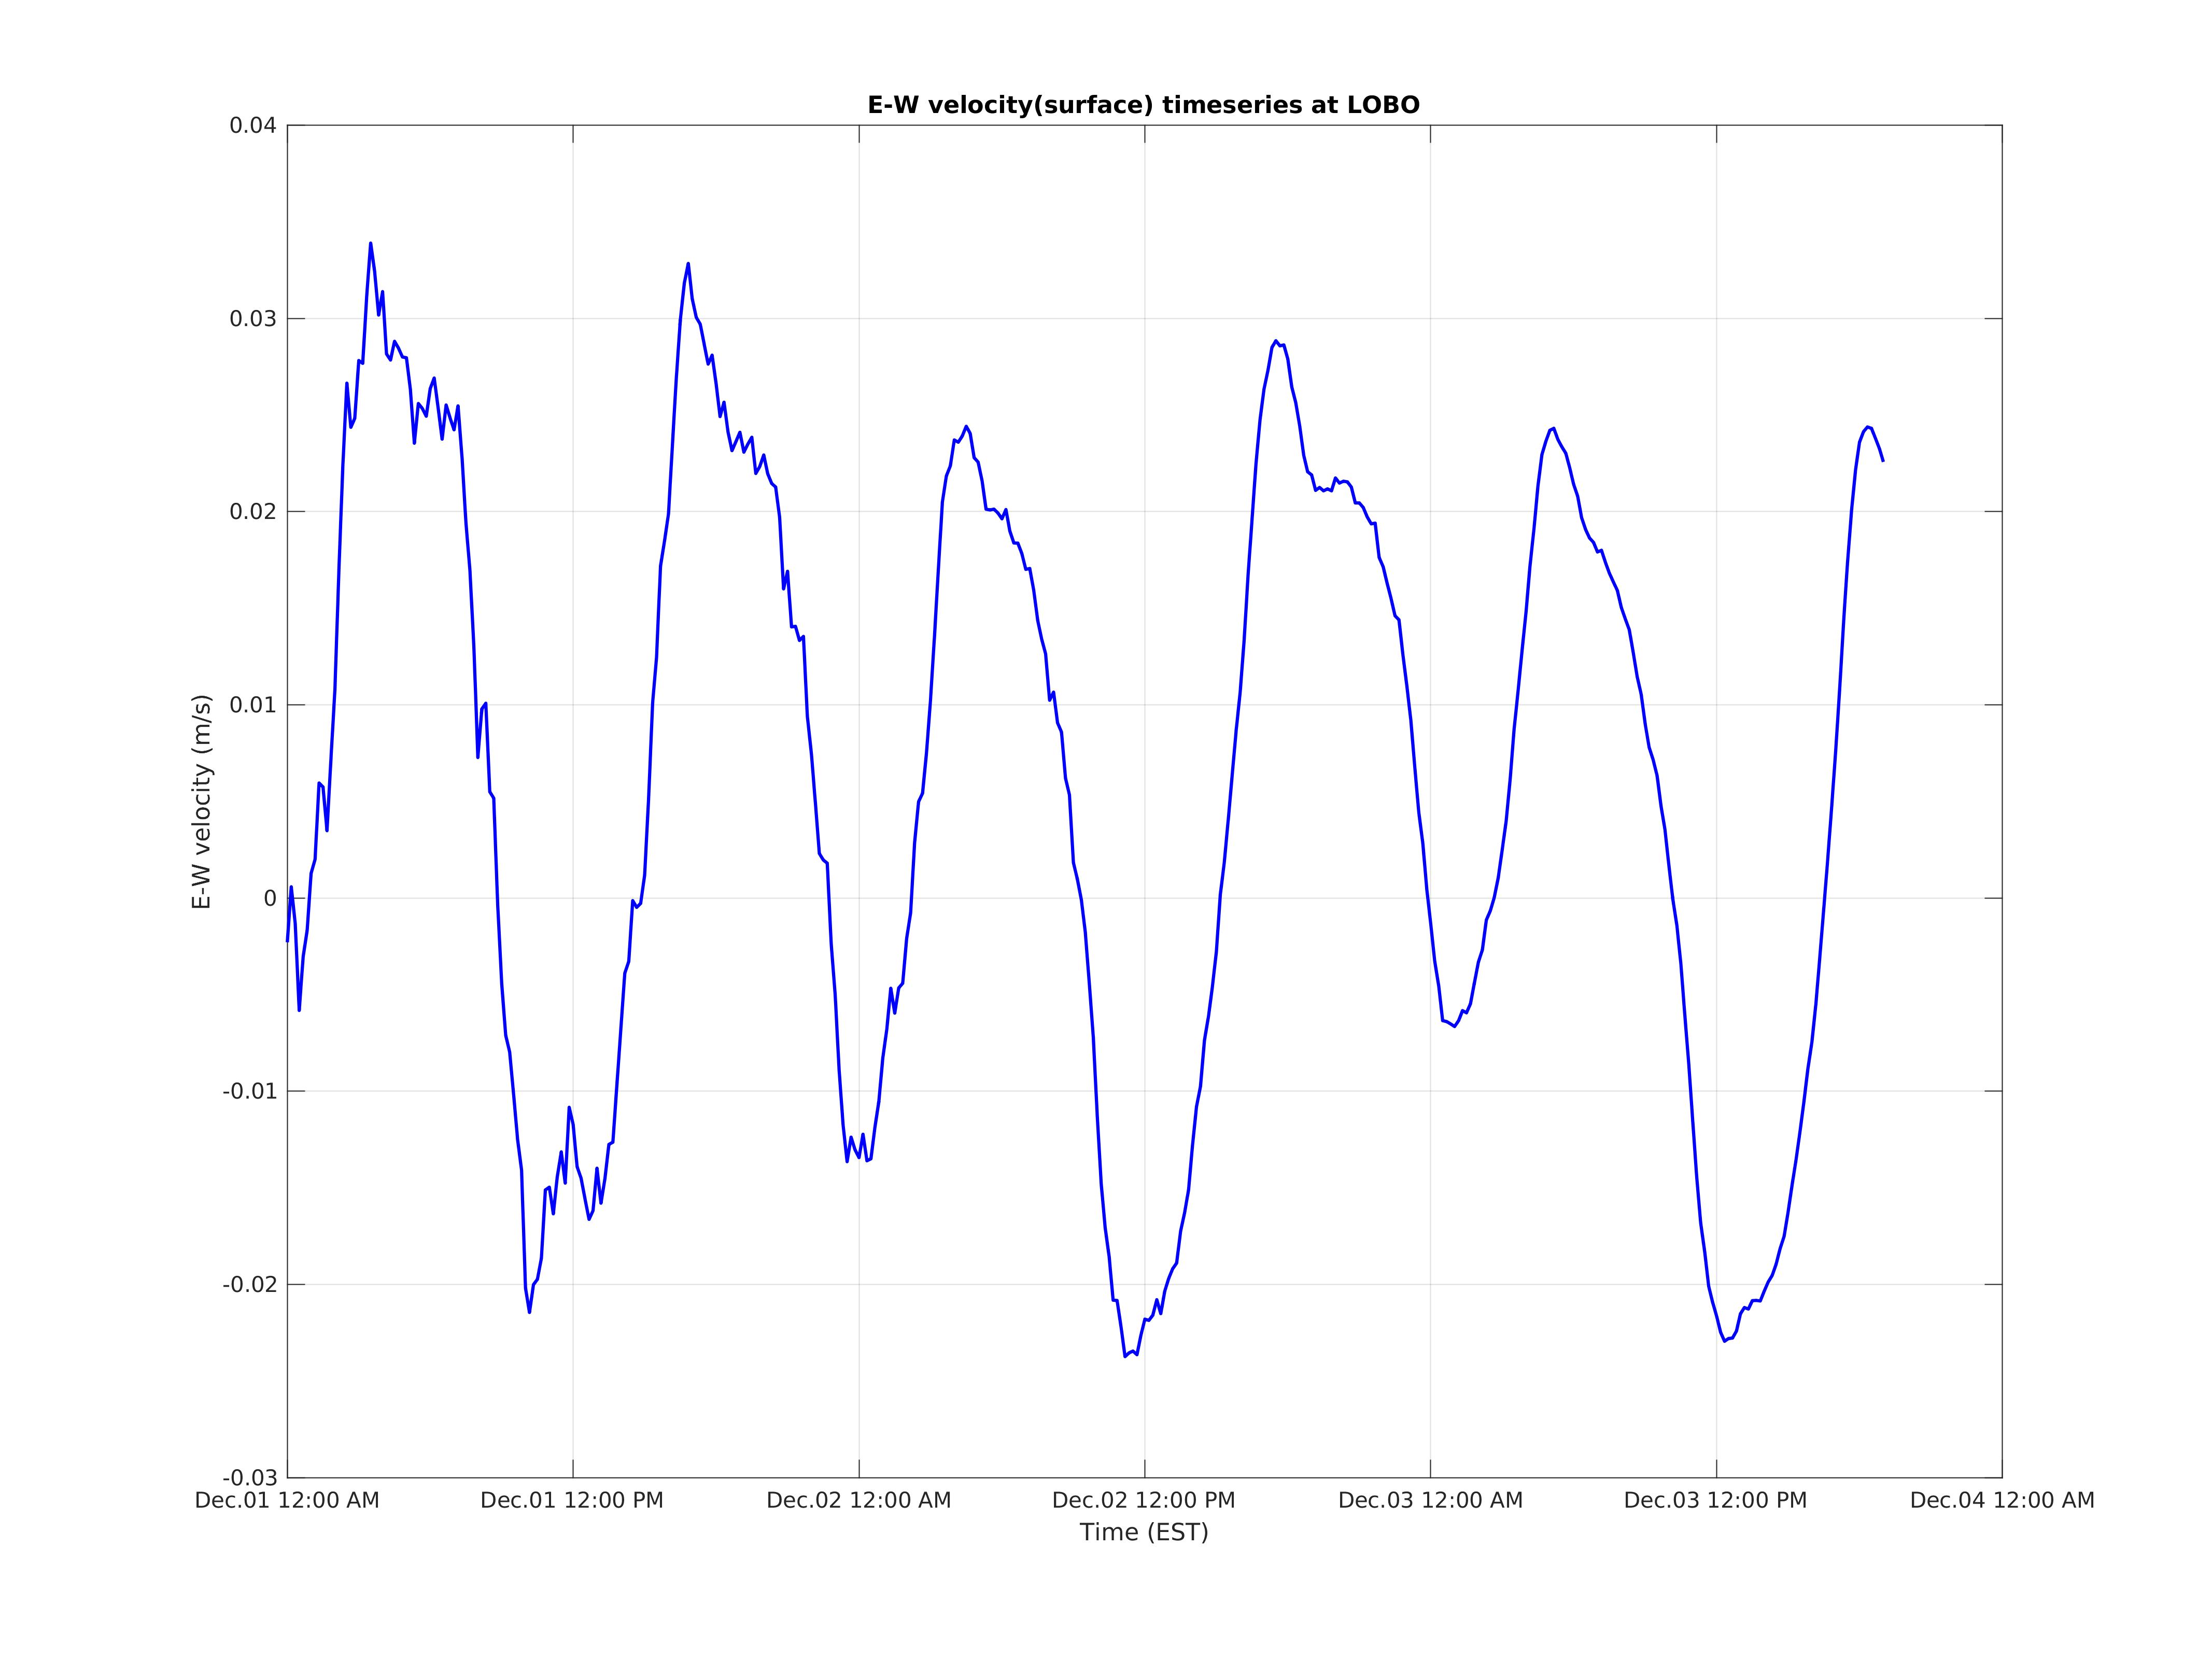 E-W velocity(surface) timeseries at LOBO
0.04
0.03
0.02
0.01
0
-0.01
-0.02
-0.03
E-W velocity (m/s)
Dec.01 12:00 AM Dec.01 12:00 PM Dec.02 12:00 AM Dec.02 12:00 PM Dec.03 12:00 AM Dec.03 12:00 PM Dec.04 12:00 AM
Time (EST)